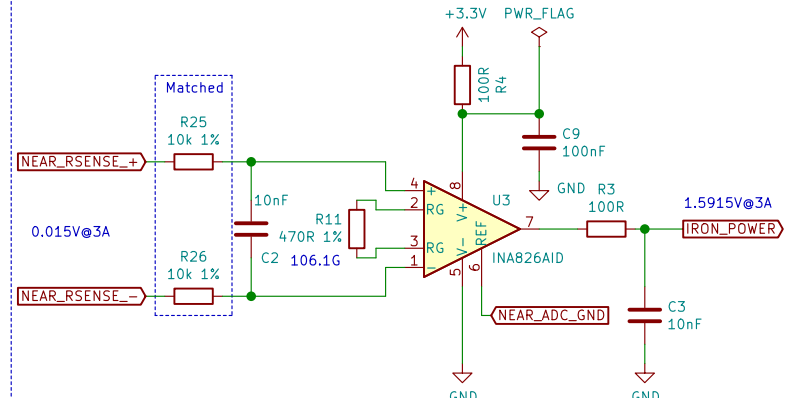 +3.3V
PWR_FLAG
100R
R4
Matched
R25
10k 1%
NEAR_RSENSE_+
C9
100nF
GND
10nF
C2
0.015V@3A
R11
470R 1%
106.1G
4
+
2
RG
3
RG
1
-
8
V+
V-
5
REF
6
U3
7
INA826AID
R3
100R
1.5915V@3A
IRON_POWER
R26
10k 1%
NEAR_RSENSE_-
NEAR_ADC_GND
C3
10nF
GND
GND